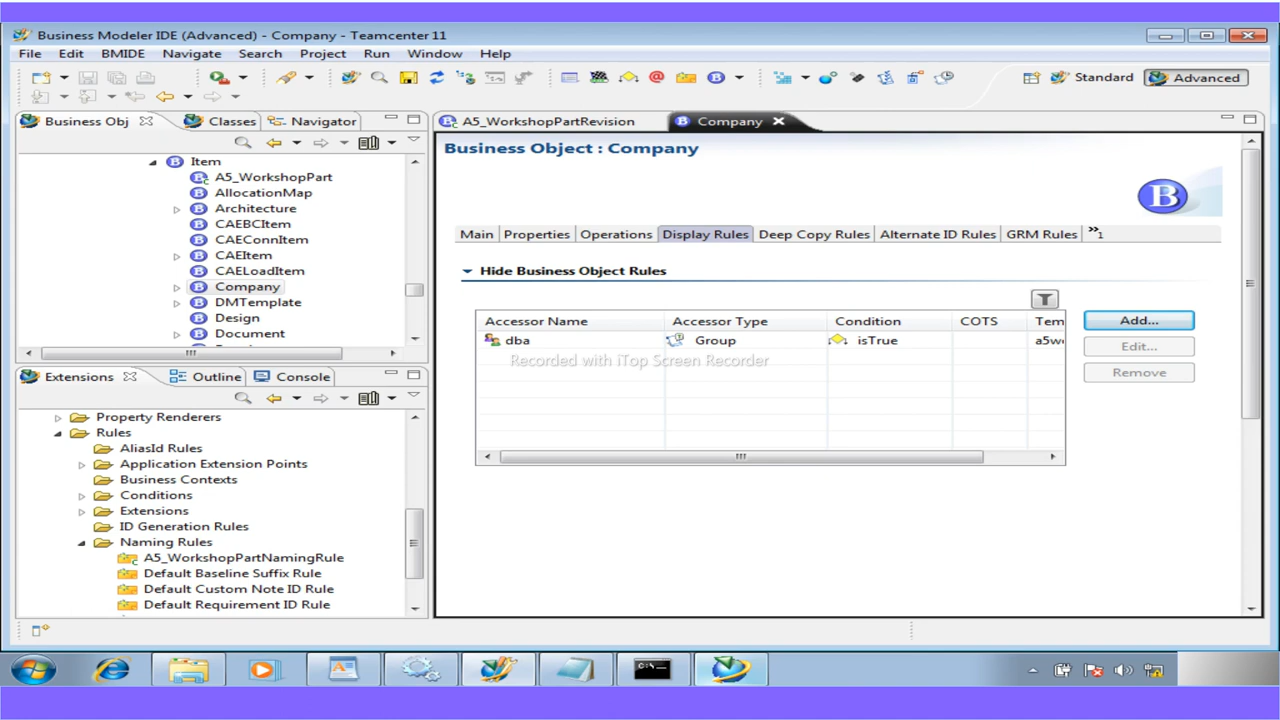 Business Modeler IDE (Advanced) - Company - Teamcenter 11
File Edit BMIDE Navigate Search Project Run Window Help
Standard Advanced
Business Obj Classes Navigator
A5_WorkshopPartRevision Company
Business Object : Company
Item
A5_WorkshopPart
AllocationMap
Architecture
CAEBCItem
CAEConnItem
CAEItem
CAELoadItem
Company
DMTemplate
Design
Document
Main Properties Operations Display Rules Deep Copy Rules Alternate ID Rules GRM Rules »1
Hide Business Object Rules
Accessor Name Accessor Type Condition COTS Tem
dba Group isTrue a5w
Add...
Edit...
Remove
Recorded with iTop Screen Recorder
Extensions Outline Console
Property Renderers
Rules
AliasId Rules
Application Extension Points
Business Contexts
Conditions
Extensions
ID Generation Rules
Naming Rules
A5_WorkshopPartNamingRule
Default Baseline Suffix Rule
Default Custom Note ID Rule
Default Requirement ID Rule